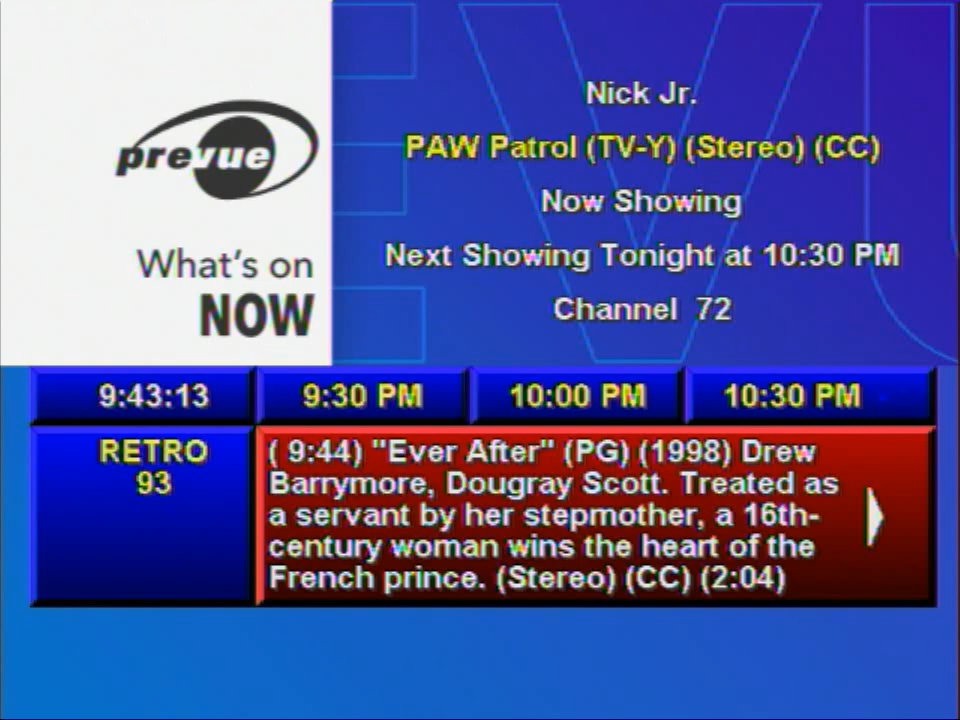 prevue
What's on
NOW
Nick Jr.
PAW Patrol (TV-Y) (Stereo) (CC)
Now Showing
Next Showing Tonight at 10:30 PM
Channel 72
9:43:13 9:30 PM 10:00 PM 10:30 PM
RETRO
93
( 9:44) "Ever After" (PG) (1998) Drew
Barrymore, Dougray Scott. Treated as
a servant by her stepmother, a 16th-
century woman wins the heart of the
French prince. (Stereo) (CC) (2:04)